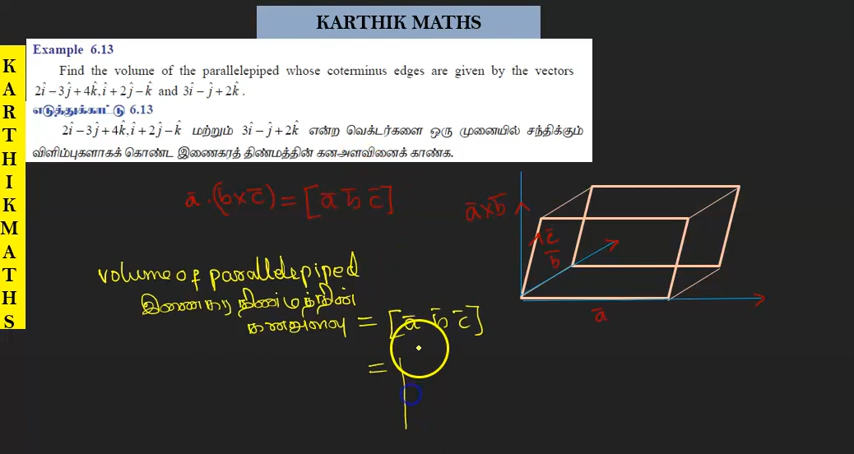 KARTHIK MATHS
KARTHIKMATHS
Example 6.13
Find the volume of the parallelepiped whose coterminus edges are given by the vectors
2î−3ĵ+4k̂, î+2ĵ−k̂ and 3î−ĵ+2k̂.
எடுத்துக்காட்டு 6.13
2î−3ĵ+4k̂, î+2ĵ−k̂ மற்றும் 3î−ĵ+2k̂ என்ற வெக்டர்களை ஒரு முனையில் சந்திக்கும்
விளிம்புகளாகக் கொண்ட இணைகரத் திண்மத்தின் கனஅளவினைக் காண்க.
a̅ . (b̅ × c̅) = [a̅ b̅ c̅]
a̅×b̅
c̅
b̅
a̅
volume of parallelepiped
இணைகர திண்மத்தின்
கனஅளவு = [a̅ b̅ c̅]
= |